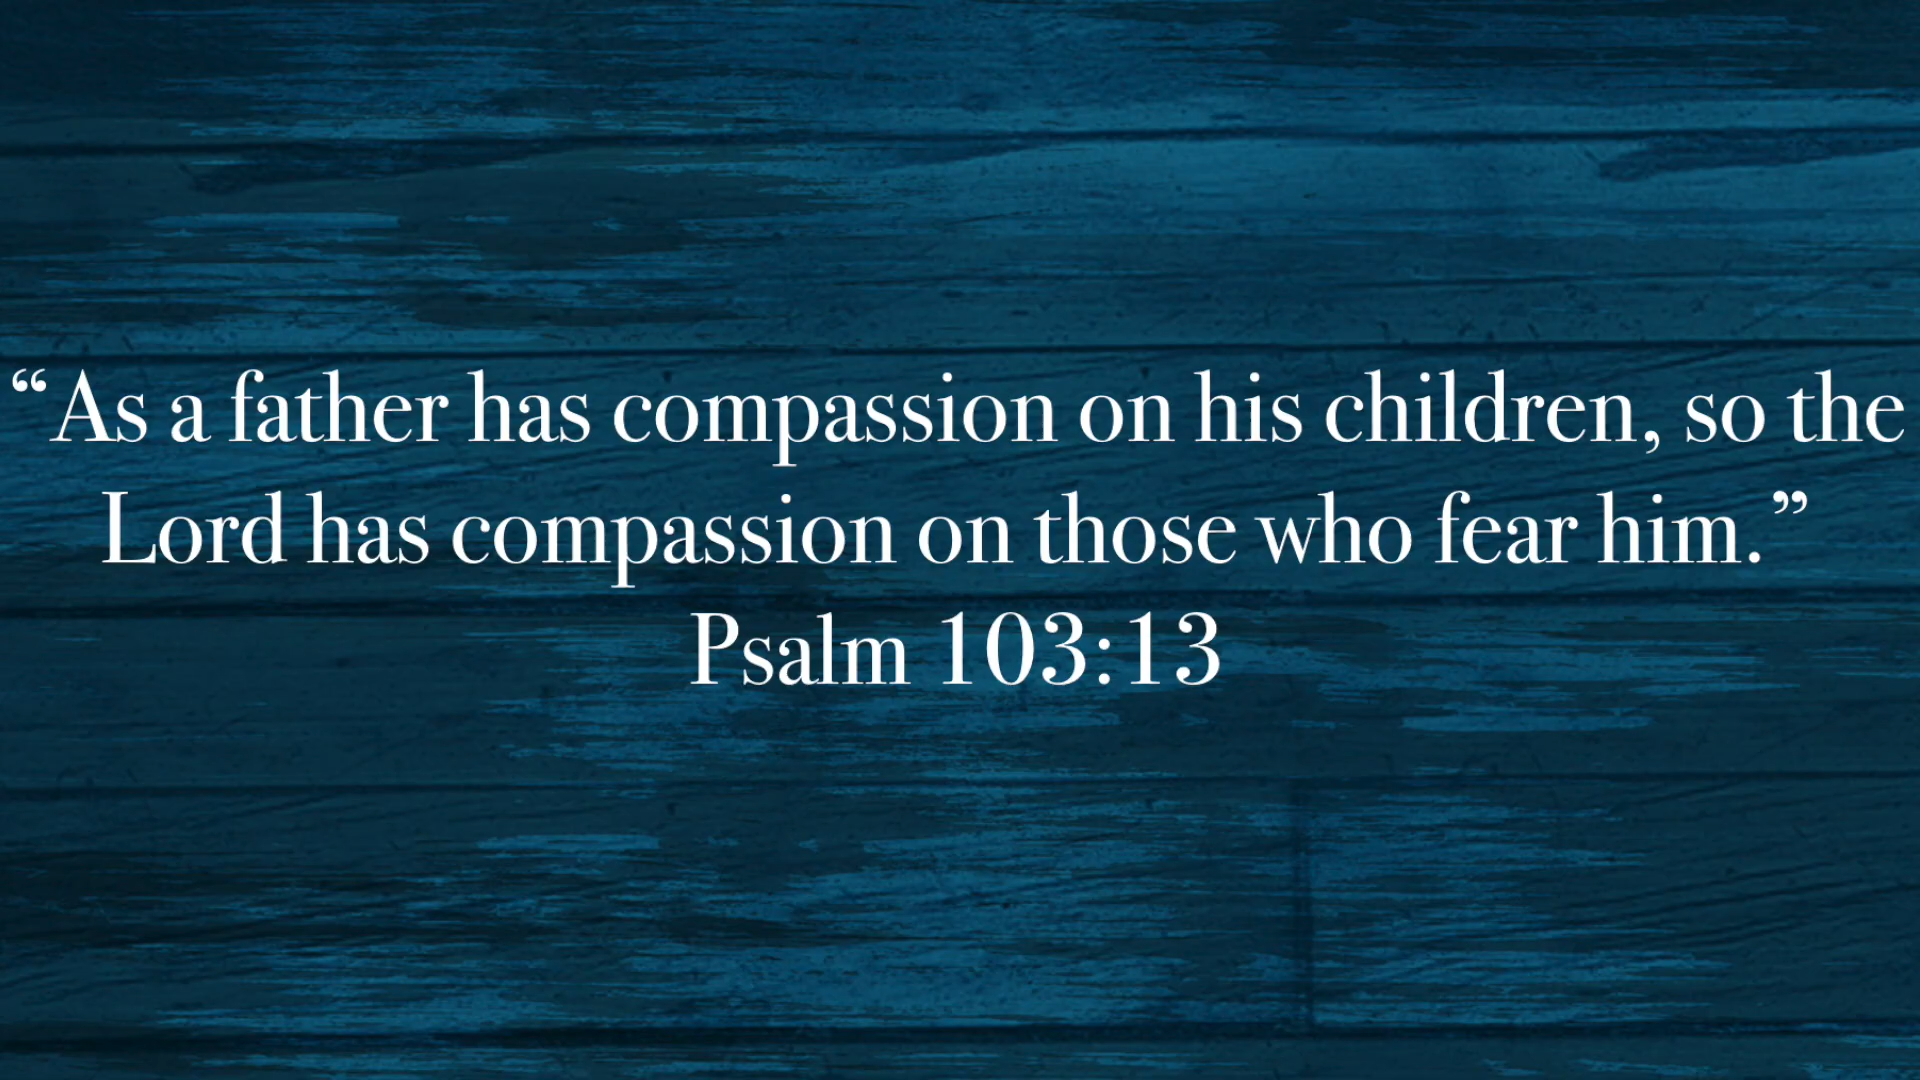 “As a father has compassion on his children, so the
Lord has compassion on those who fear him.”
Psalm 103:13